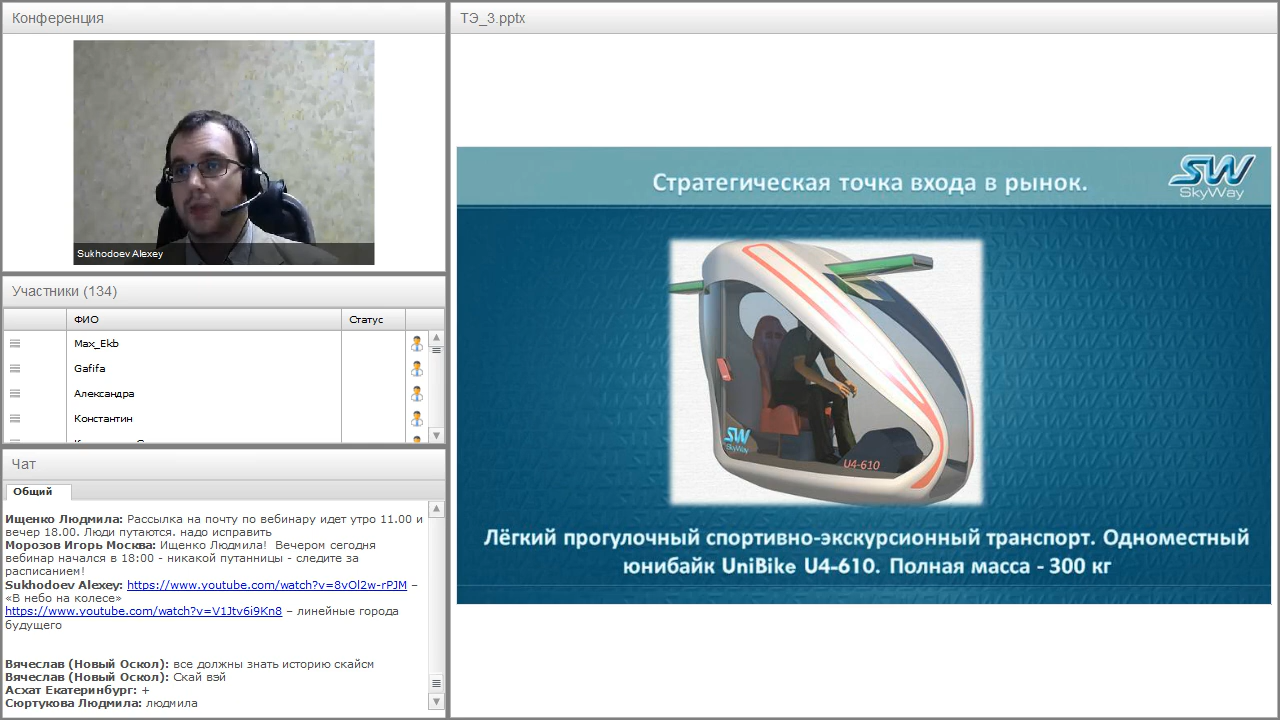 Конференция
Sukhodoev Alexey
Участники (134)
ФИО
Статус
Max_Ekb
Gafifa
Александра
Константин
Чат
Общий
Ищенко Людмила: Рассылка на почту по вебинару идет утро 11.00 и
вечер 18.00. Люди путаются. надо исправить
Морозов Игорь Москва: Ищенко Людмила!  Вечером сегодня
вебинар начался в 18:00 - никакой путанницы - следите за
расписанием!
Sukhodoev Alexey: https://www.youtube.com/watch?v=8vOl2w-rPJM –
«В небо на колесе»
https://www.youtube.com/watch?v=V1Jtv6i9Kn8 – линейные города
будущего
Вячеслав (Новый Оскол): все должны знать историю скайсм
Вячеслав (Новый Оскол): Скай вэй
Асхат Екатеринбург: +
Сюртукова Людмила: людмила
ТЭ_3.pptx
Стратегическая точка входа в рынок.
SW
SkyWay
SW
SkyWay
U4-610
Лёгкий прогулочный спортивно-экскурсионный транспорт. Одноместный
юнибайк UniBike U4-610. Полная масса - 300 кг